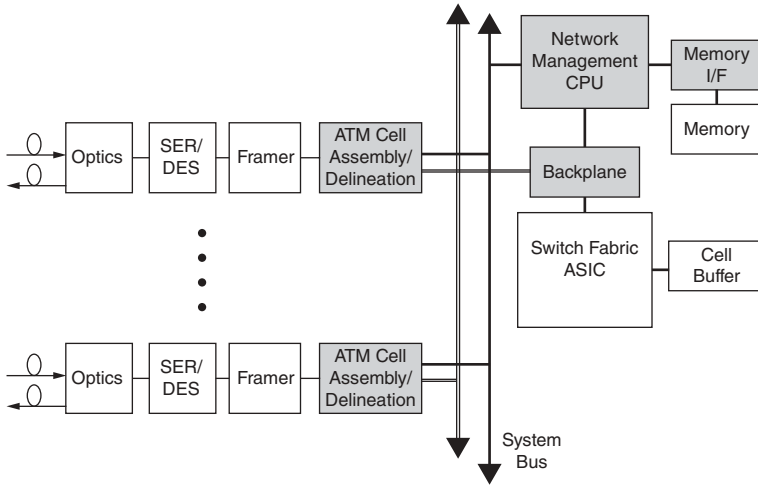 Network
Management
CPU
Memory
I/F
Memory
Optics
SER/
DES
Framer
ATM Cell
Assembly/
Delineation
Backplane
Switch Fabric
ASIC
Cell
Buffer
Optics
SER/
DES
Framer
ATM Cell
Assembly/
Delineation
System
Bus